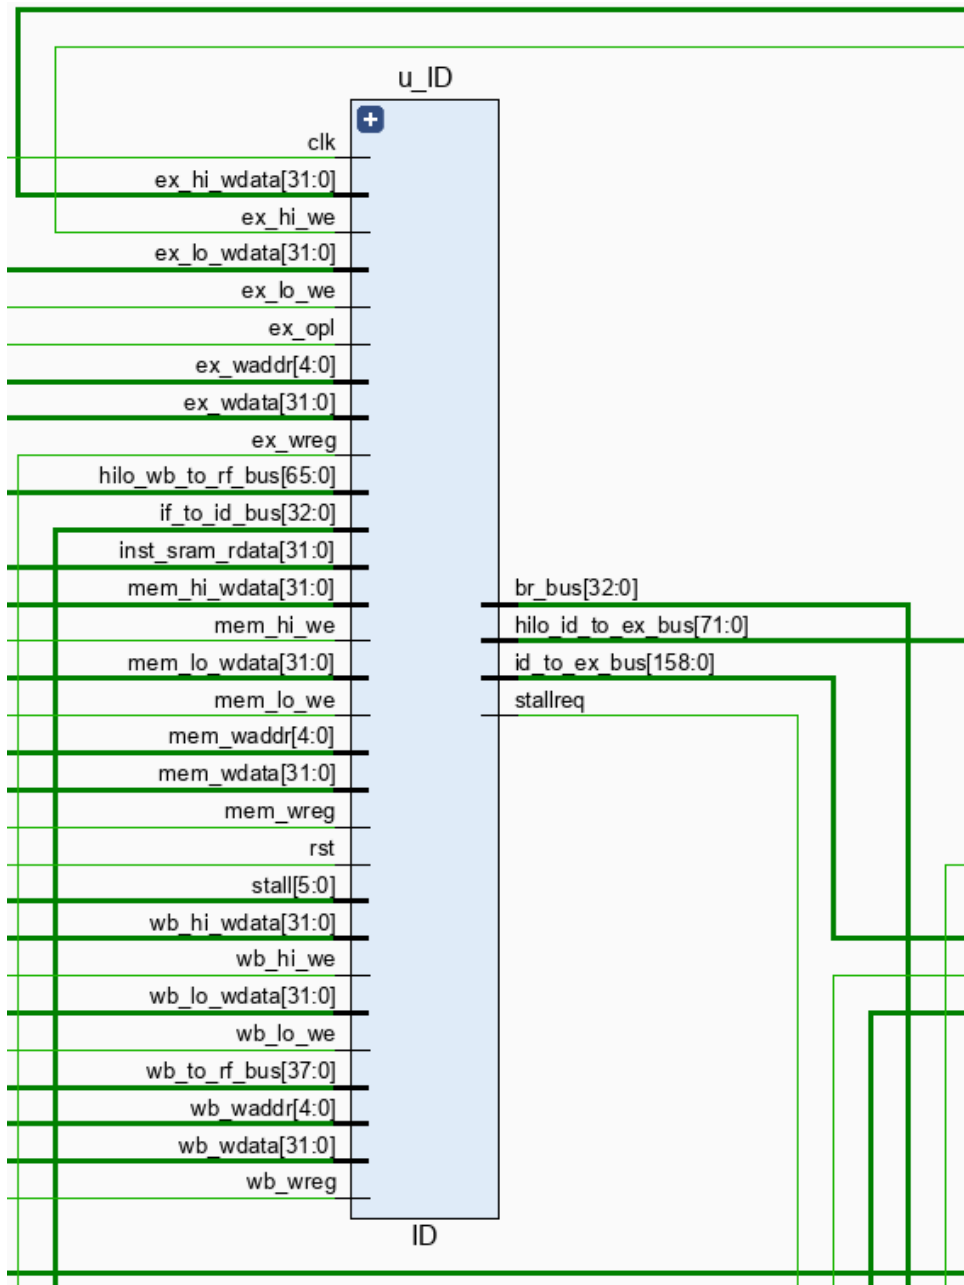 u_ID
clk
ex_hi_wdata[31:0]
ex_hi_we
ex_lo_wdata[31:0]
ex_lo_we
ex_opl
ex_waddr[4:0]
ex_wdata[31:0]
ex_wreg
hilo_wb_to_rf_bus[65:0]
if_to_id_bus[32:0]
inst_sram_rdata[31:0]
mem_hi_wdata[31:0]
mem_hi_we
mem_lo_wdata[31:0]
mem_lo_we
mem_waddr[4:0]
mem_wdata[31:0]
mem_wreg
rst
stall[5:0]
wb_hi_wdata[31:0]
wb_hi_we
wb_lo_wdata[31:0]
wb_lo_we
wb_to_rf_bus[37:0]
wb_waddr[4:0]
wb_wdata[31:0]
wb_wreg
br_bus[32:0]
hilo_id_to_ex_bus[71:0]
id_to_ex_bus[158:0]
stallreq
ID